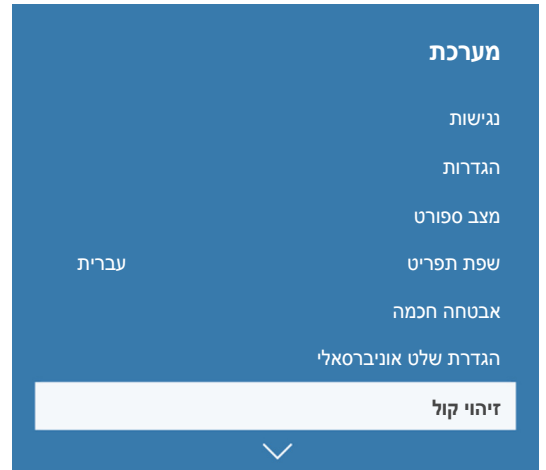 מערכת
נגישות
הגדרות
מצב ספורט
שפת תפריט עברית
אבטחה חכמה
הגדרת שלט אוניברסאלי
זיהוי קול